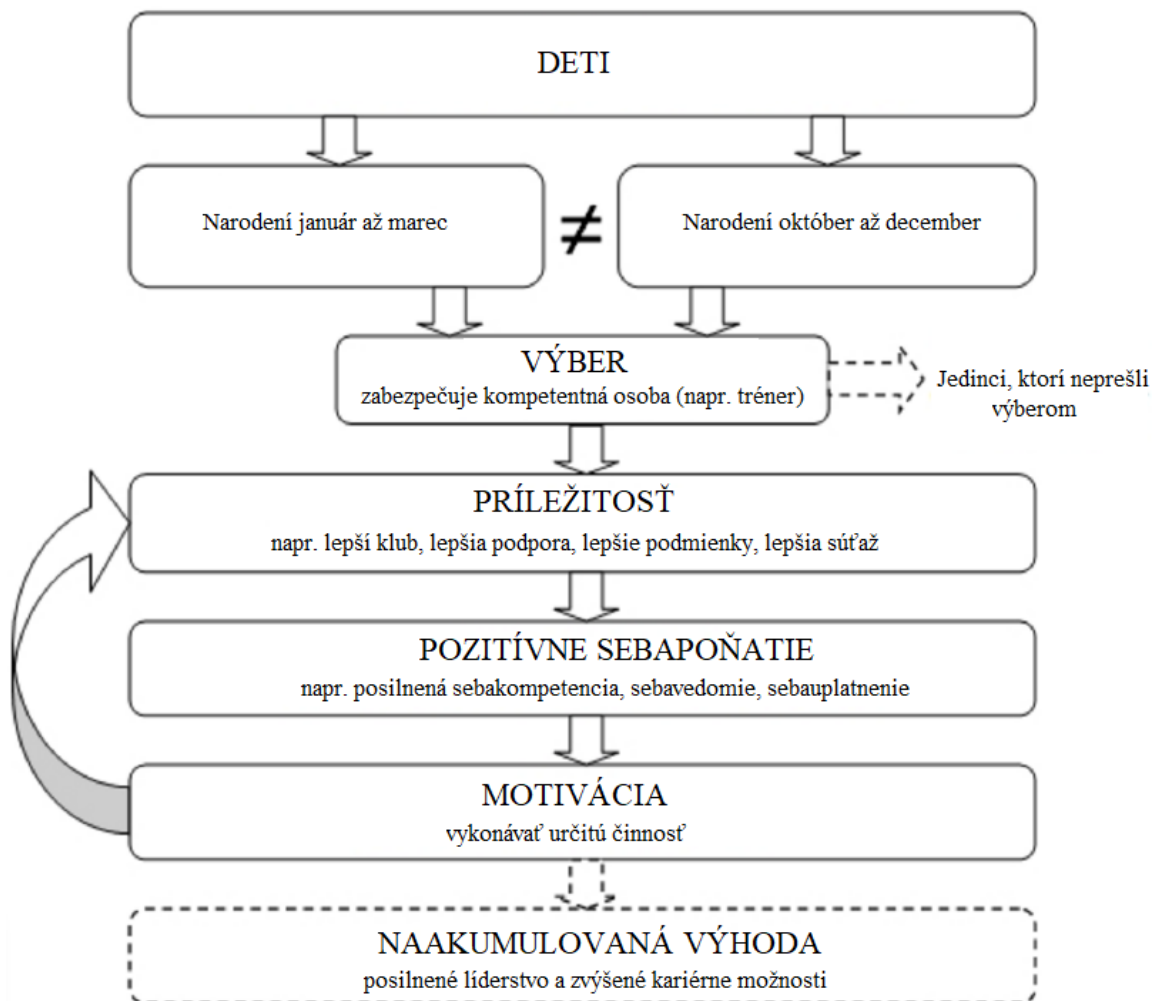 DETI
Narodení január až marec
≠
Narodení október až december
VÝBER
zabezpečuje kompetentná osoba (napr. tréner)
Jedinci, ktorí neprešli
výberom
PRÍLEŽITOSŤ
napr. lepší klub, lepšia podpora, lepšie podmienky, lepšia súťaž
POZITÍVNE SEBAPOŇATIE
napr. posilnená sebakompetencia, sebavedomie, sebauplatnenie
MOTIVÁCIA
vykonávať určitú činnosť
NAAKUMULOVANÁ VÝHODA
posilnené líderstvo a zvýšené kariérne možnosti